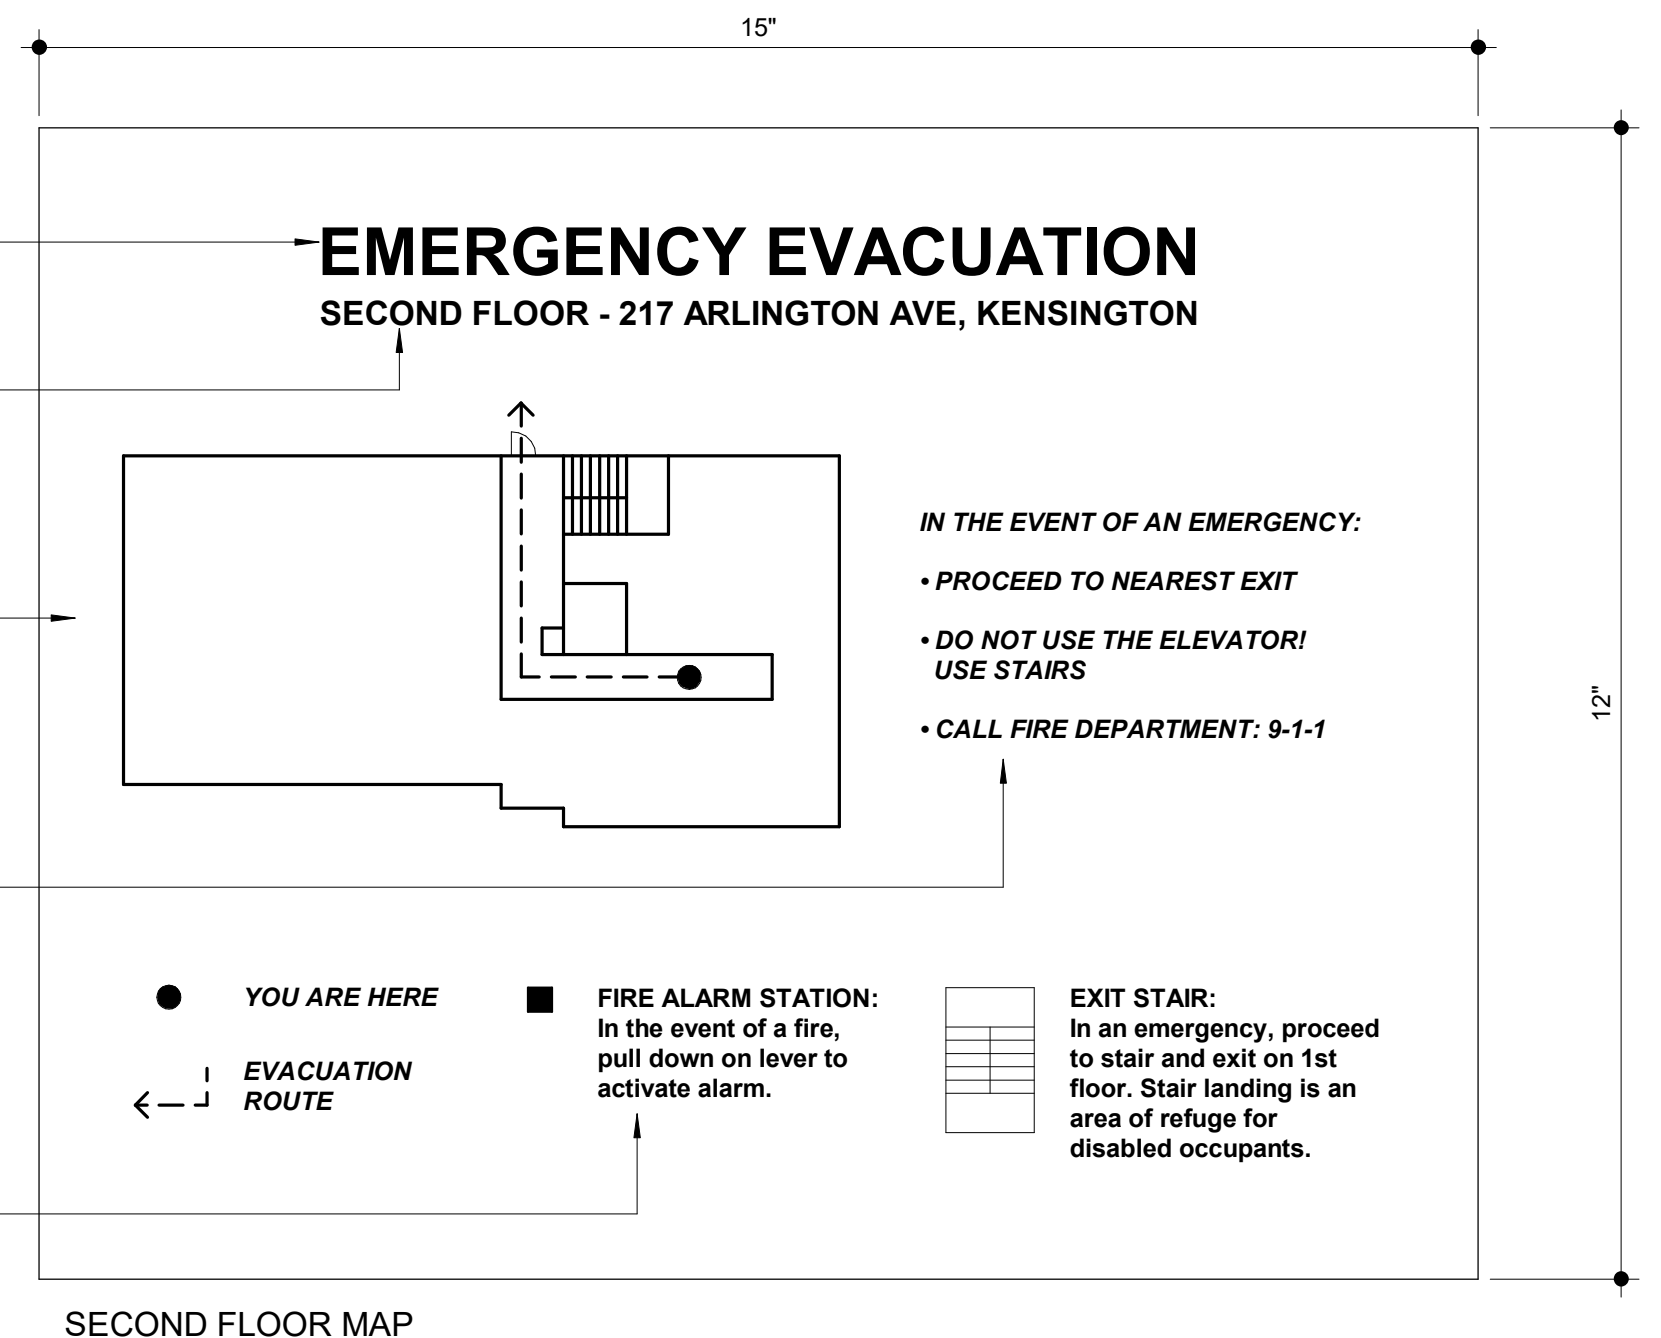 15"
EMERGENCY EVACUATION
SECOND FLOOR - 217 ARLINGTON AVE, KENSINGTON
IN THE EVENT OF AN EMERGENCY:
• PROCEED TO NEAREST EXIT
• DO NOT USE THE ELEVATOR!
USE STAIRS
• CALL FIRE DEPARTMENT: 9-1-1
12"
YOU ARE HERE
EVACUATION
ROUTE
FIRE ALARM STATION:
In the event of a fire,
pull down on lever to
activate alarm.
EXIT STAIR:
In an emergency, proceed
to stair and exit on 1st
floor. Stair landing is an
area of refuge for
disabled occupants.
SECOND FLOOR MAP